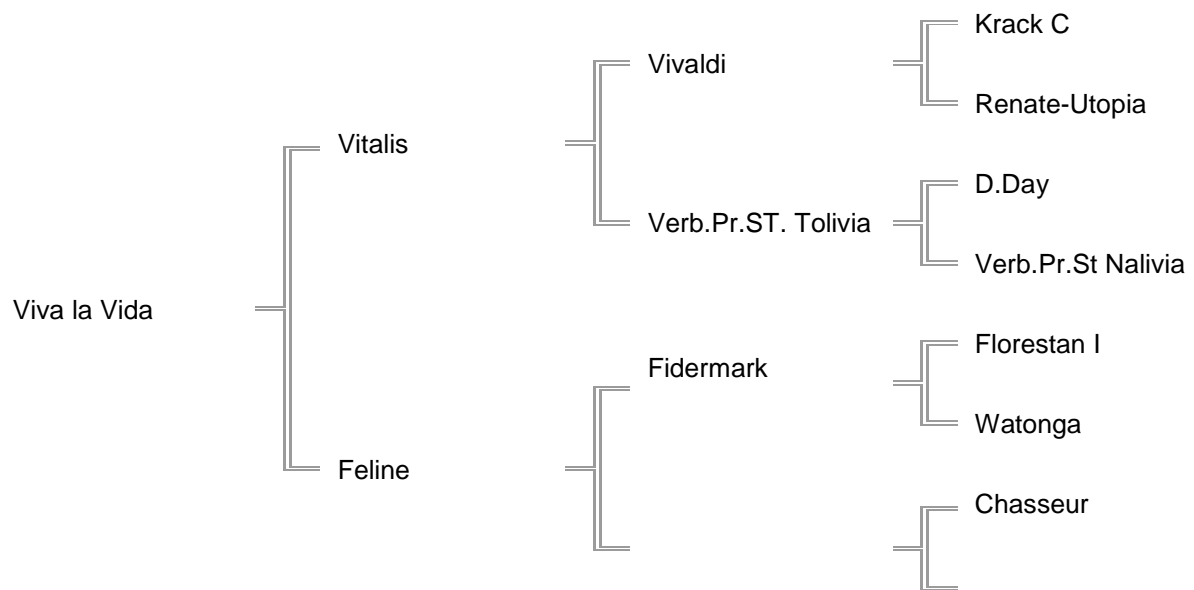 Krack C
Vivaldi
Renate-Utopia
Vitalis
D.Day
Verb.Pr.ST. Tolivia
Verb.Pr.St Nalivia
Viva la Vida
Florestan I
Fidermark
Watonga
Feline
Chasseur